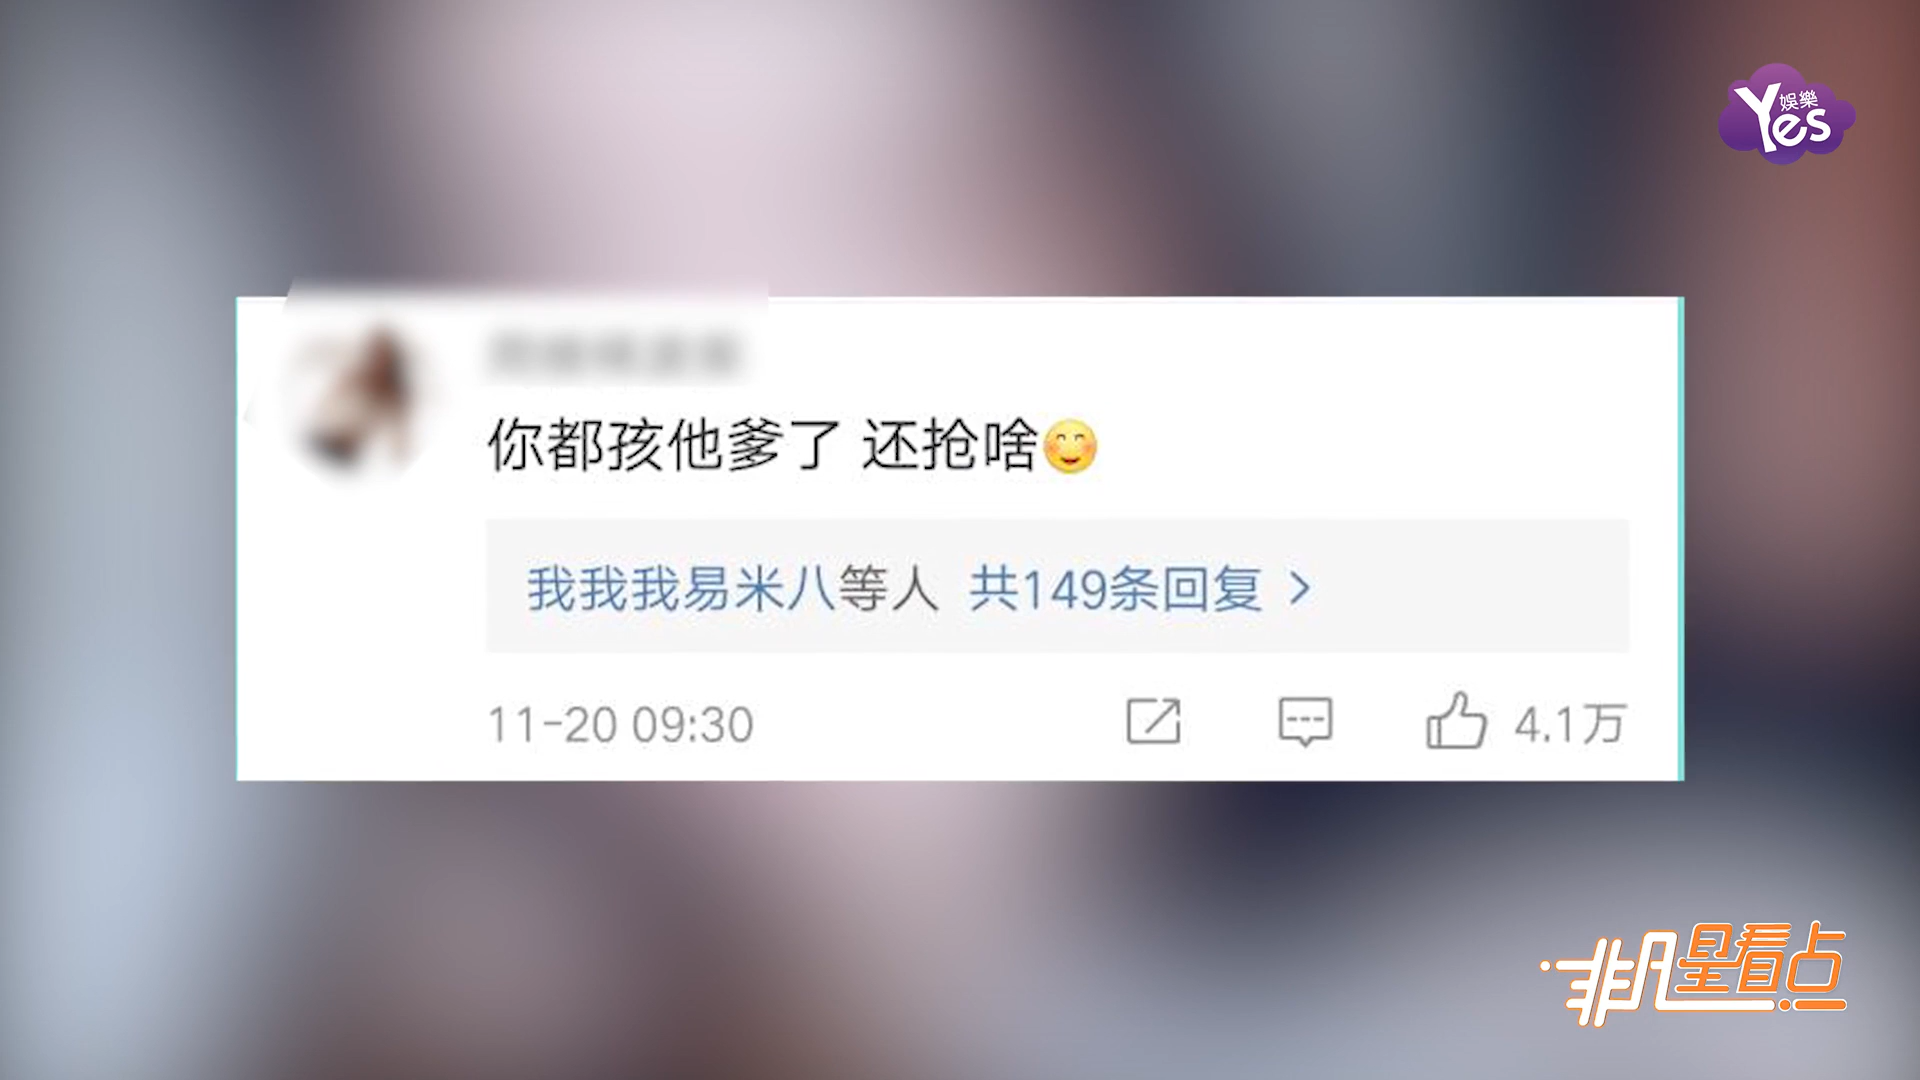 娛樂
Yes
你都孩他爹了 还抢啥
我我我易米八等人 共149条回复 >
11-20 09:30
4.1万
非凡星看点